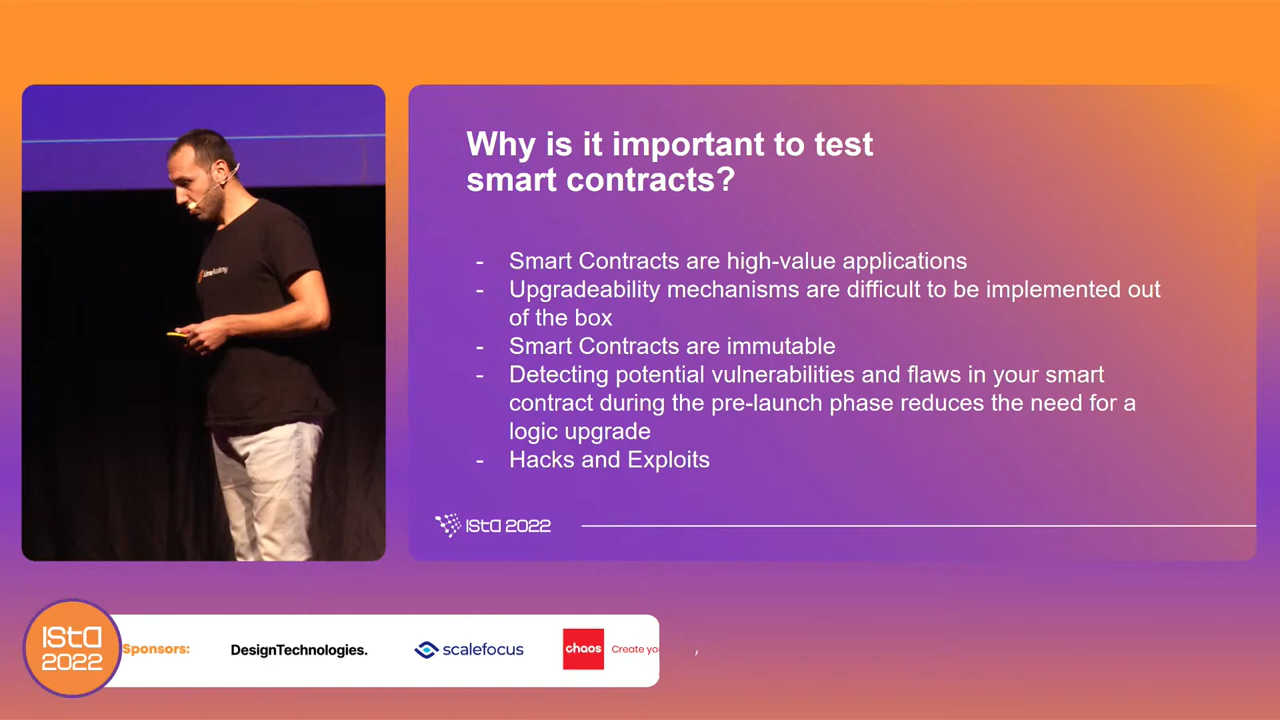 Why is it important to test
smart contracts?
- Smart Contracts are high-value applications
- Upgradeability mechanisms are difficult to be implemented out
of the box
- Smart Contracts are immutable
- Detecting potential vulnerabilities and flaws in your smart
contract during the pre-launch phase reduces the need for a
logic upgrade
- Hacks and Exploits
ISTA 2022
ISTA
2022
Sponsors:
DesignTechnologies.
scalefocus
chaos
Create yo